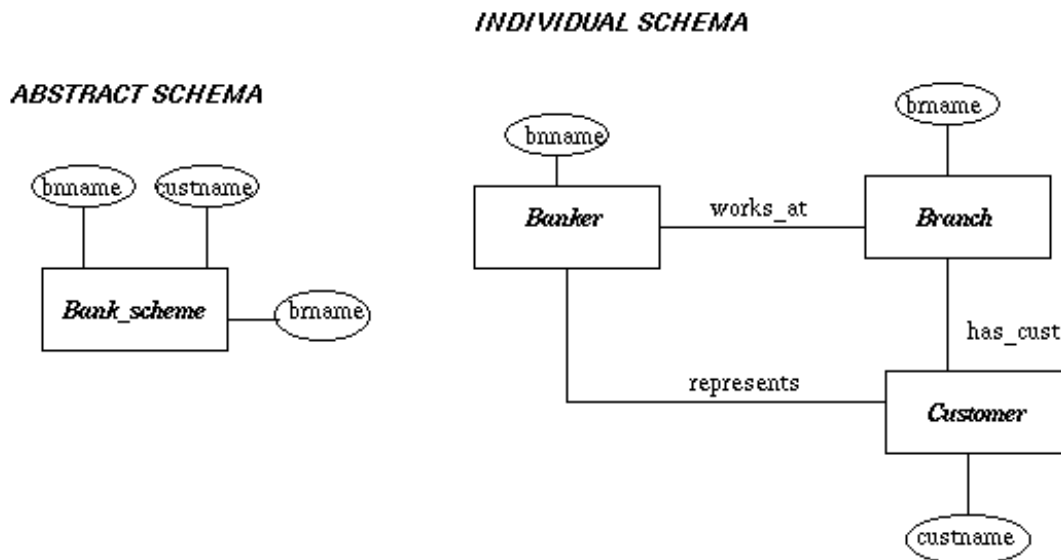 INDIVIDUAL SCHEMA
ABSTRACT SCHEMA
bnname
custname
Bank_scheme
brname
bnname
brname
Banker
works_at
Branch
has_cust
represents
Customer
custname